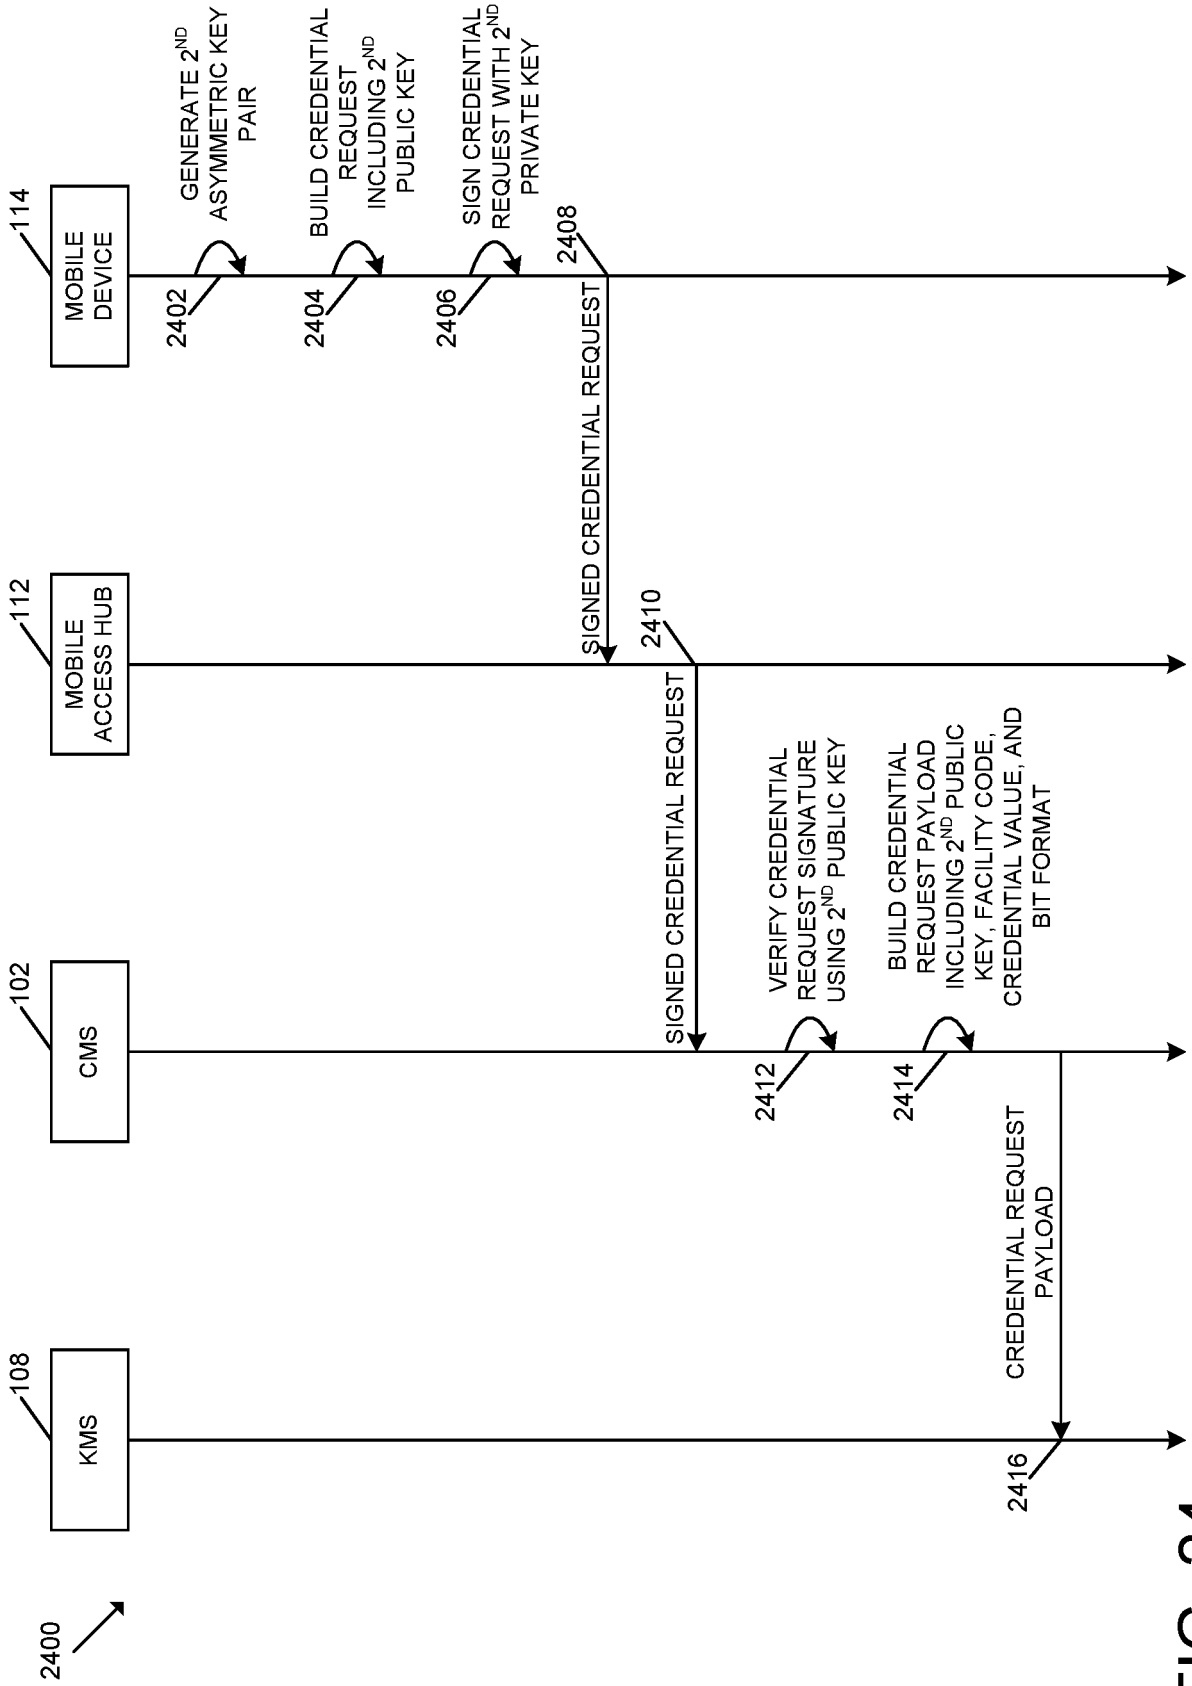 2400
108
KMS
102
CMS
112
MOBILE
ACCESS HUB
114
MOBILE
DEVICE
2402
GENERATE 2ND
ASYMMETRIC KEY
PAIR
2404
BUILD CREDENTIAL
REQUEST
INCLUDING 2ND
PUBLIC KEY
2406
SIGN CREDENTIAL
REQUEST WITH 2ND
PRIVATE KEY
SIGNED CREDENTIAL REQUEST
2408
SIGNED CREDENTIAL REQUEST
2410
2412
VERIFY CREDENTIAL
REQUEST SIGNATURE
USING 2ND PUBLIC KEY
2414
BUILD CREDENTIAL
REQUEST PAYLOAD
INCLUDING 2ND PUBLIC
KEY, FACILITY CODE,
CREDENTIAL VALUE, AND
BIT FORMAT
CREDENTIAL REQUEST
PAYLOAD
2416